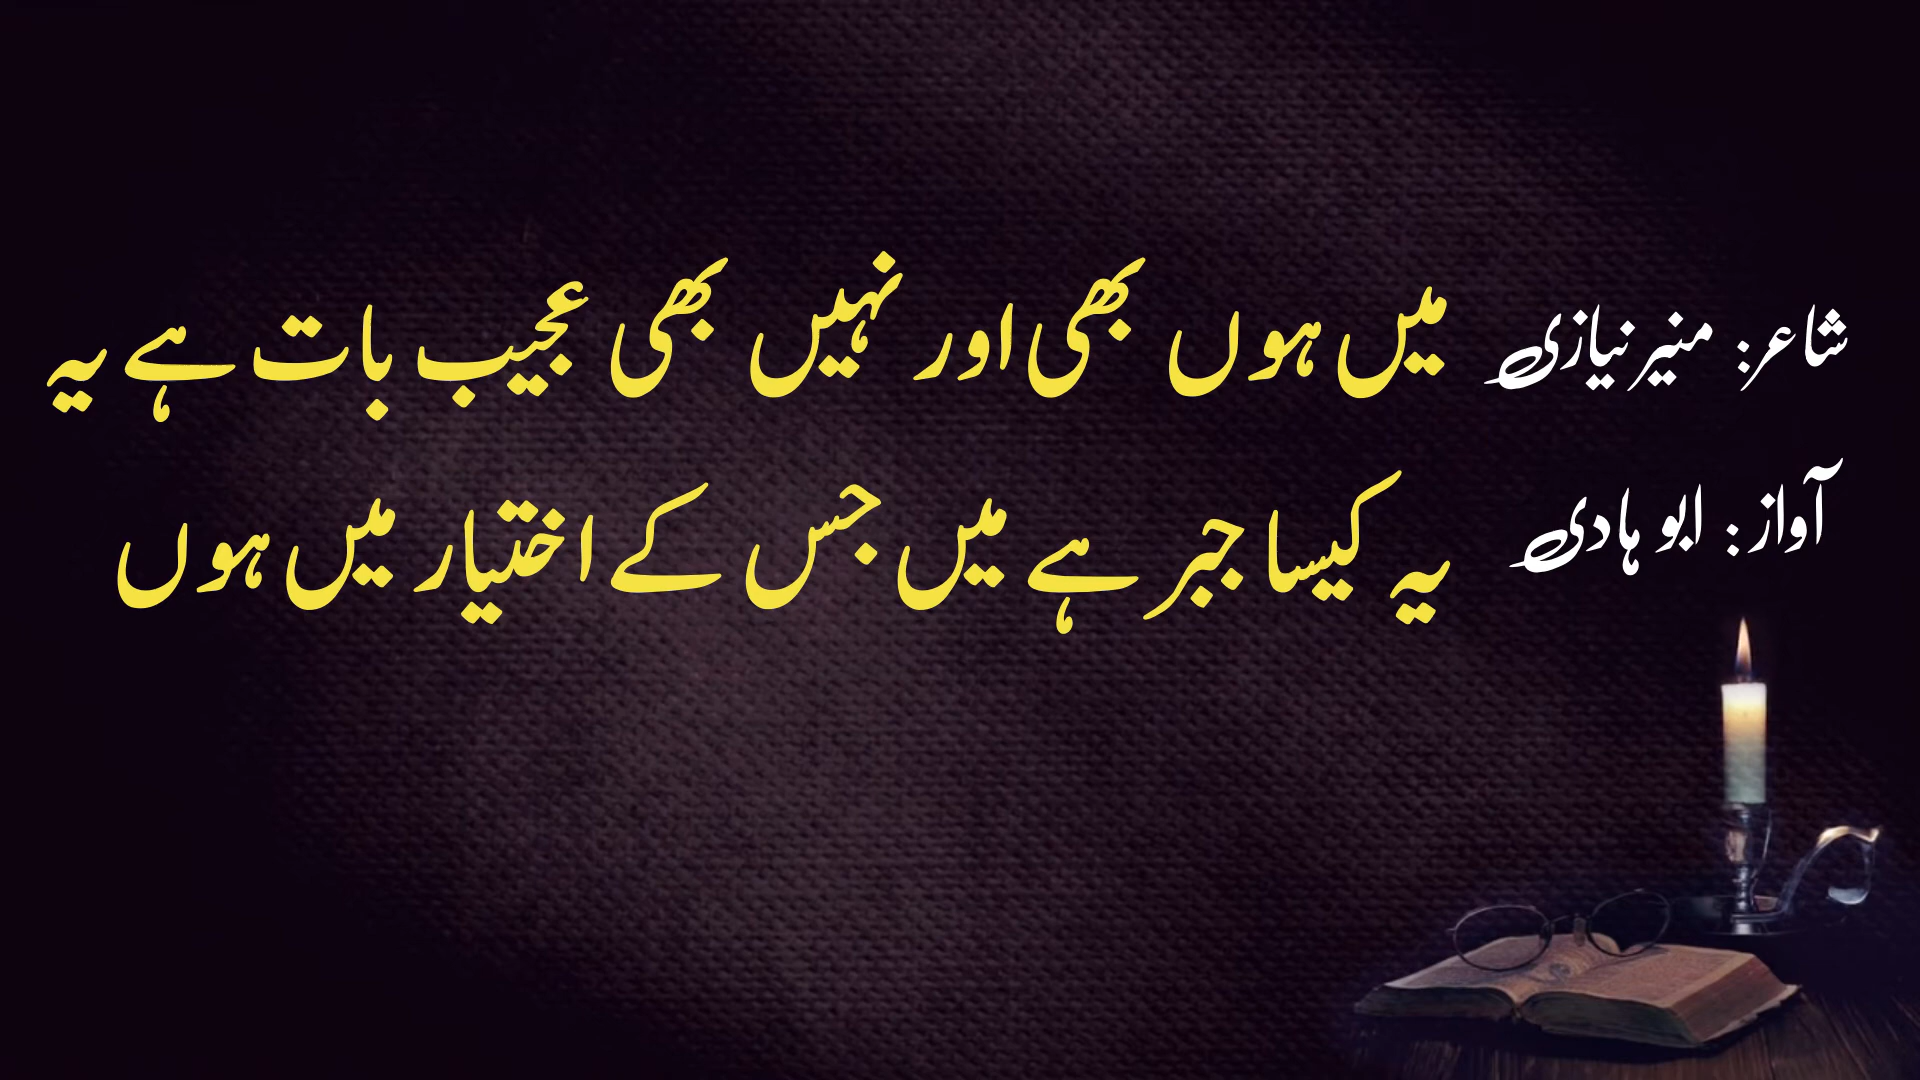 شاعر: منیر نیازی
میں ہوں بھی اور نہیں بھی عجیب بات ہے یہ
آواز: ابو ہادی
یہ کیسا جبر ہے میں جس کے اختیار میں ہوں